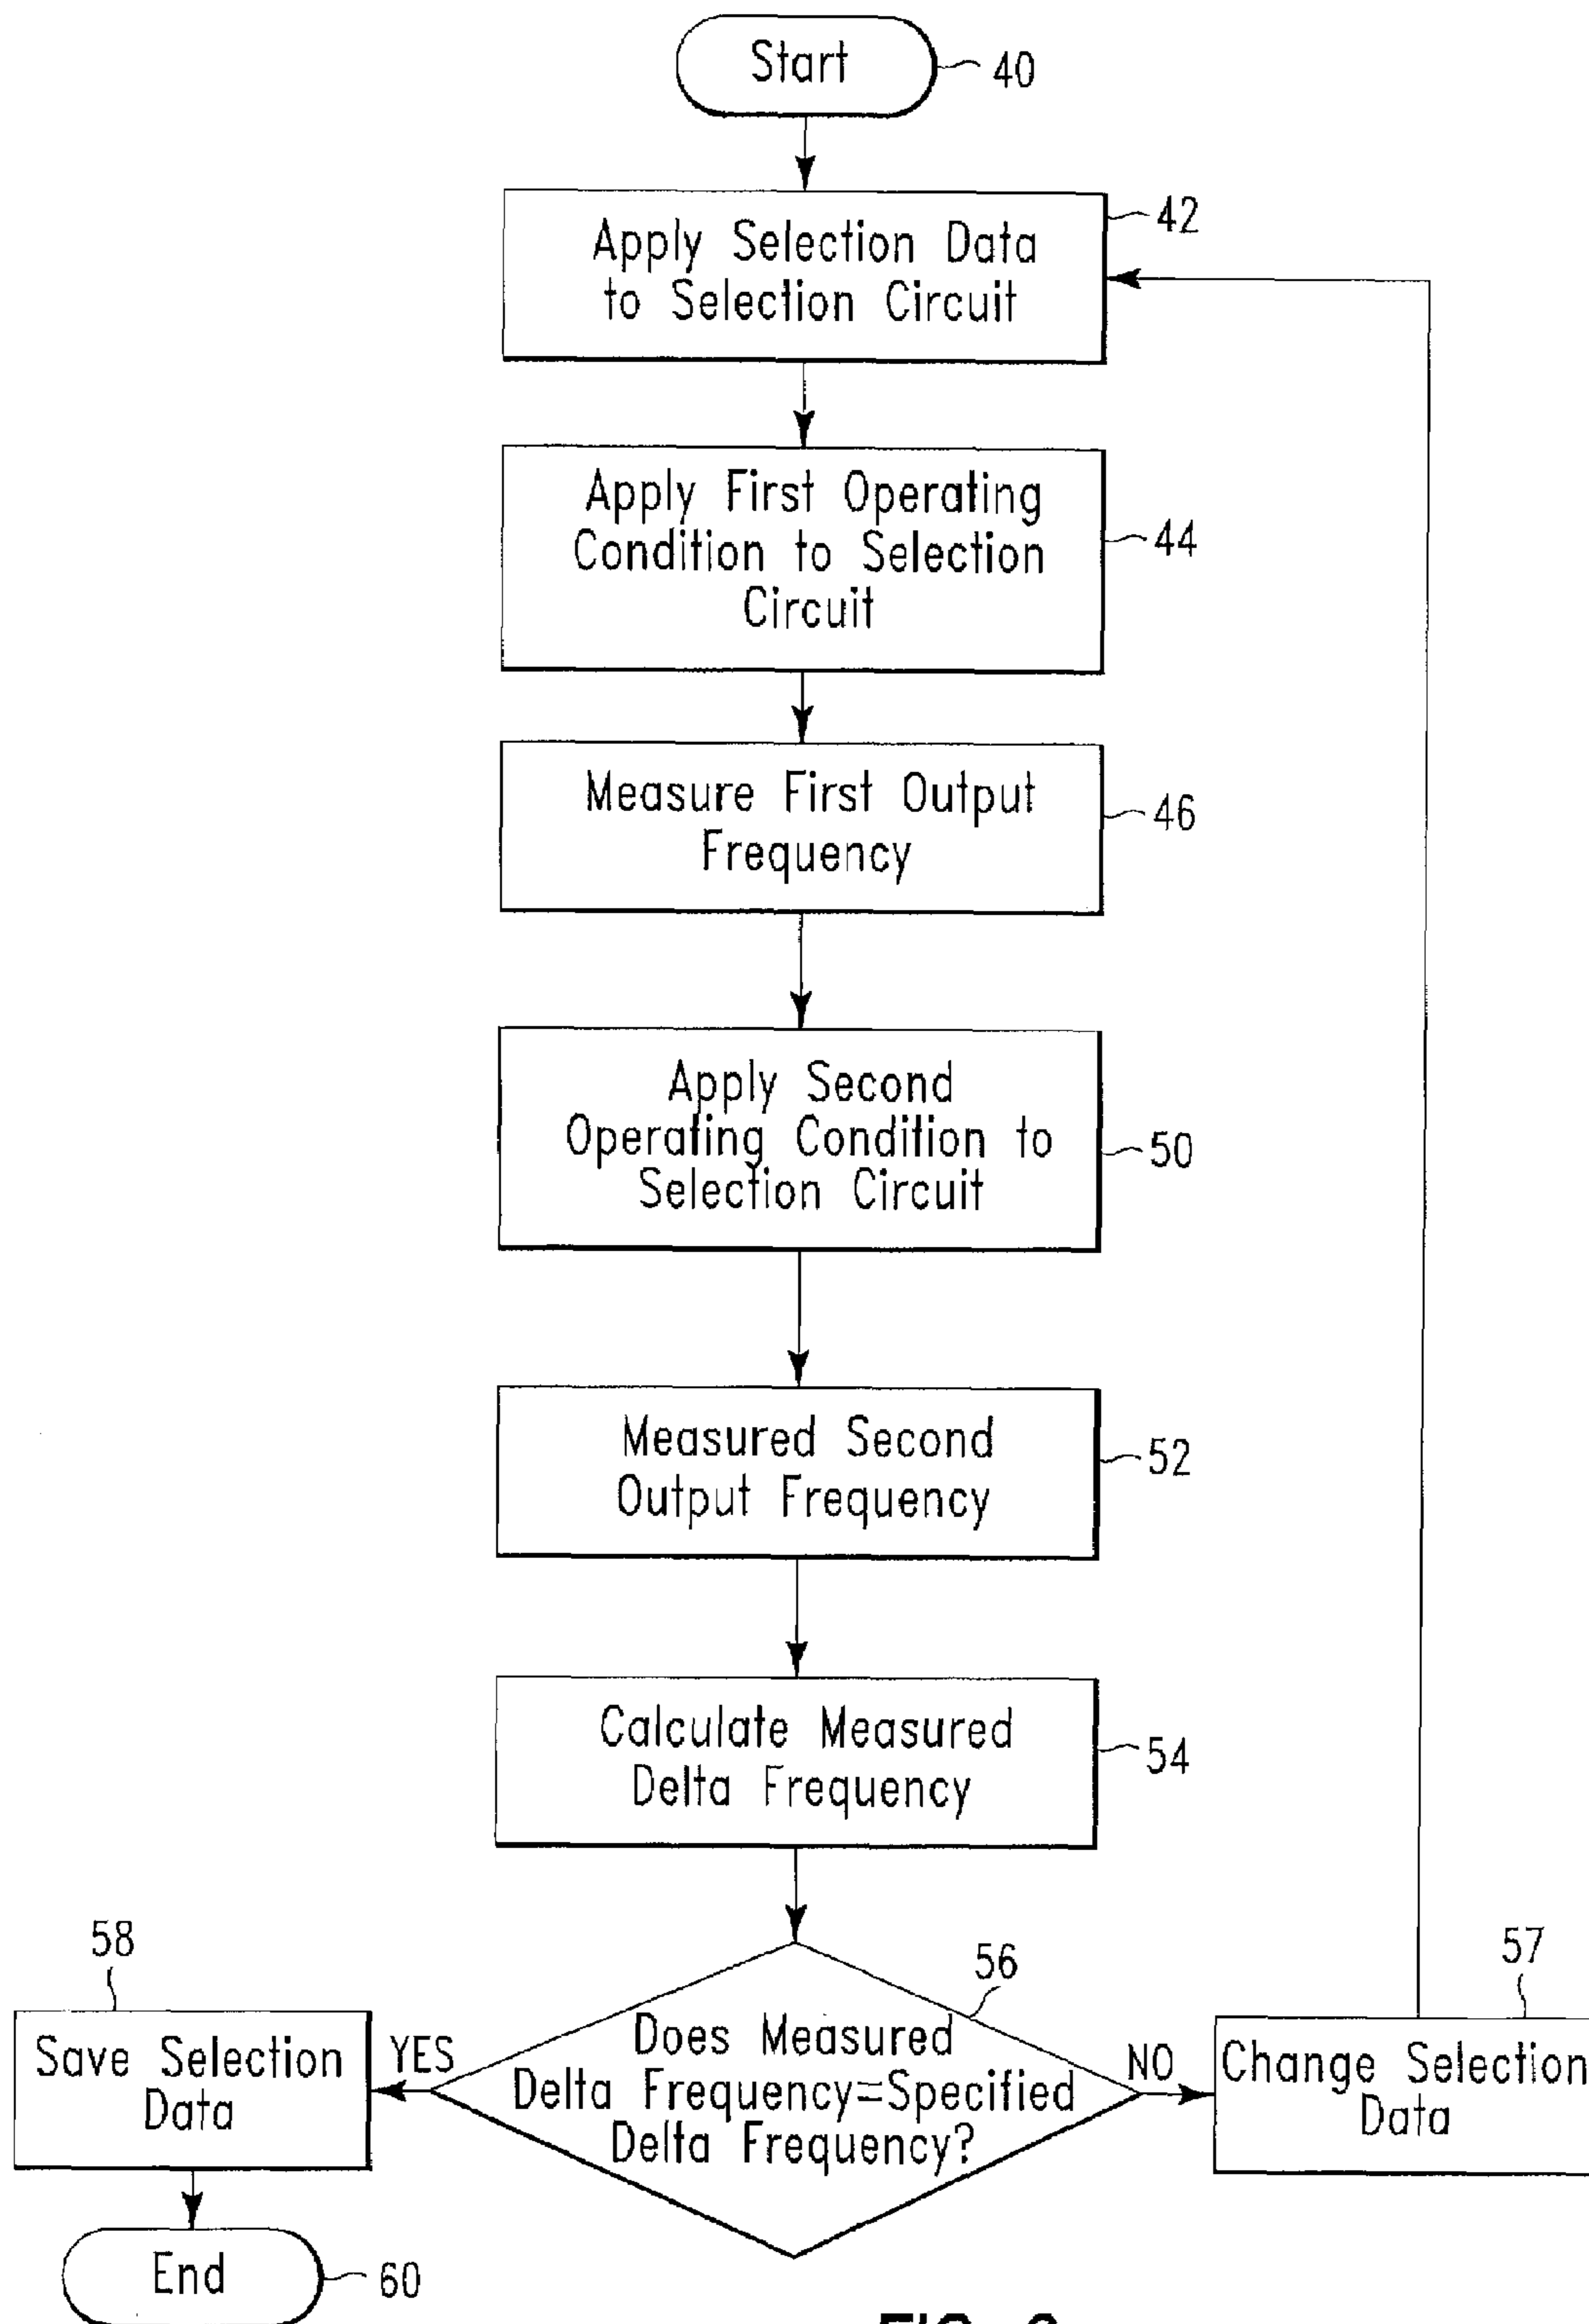 Start
40
Apply Selection Data
to Selection Circuit
42
Apply First Operating
Condition to Selection
Circuit
44
Measure First Output
Frequency
46
Apply Second
Operating Condition to
Selection Circuit
50
Measured Second
Output Frequency
52
Calculate Measured
Delta Frequency
54
58
Save Selection
Data
YES
56
Does Measured
Delta Frequency=Specified
Delta Frequency?
NO
57
Change Selection
Data
End
60